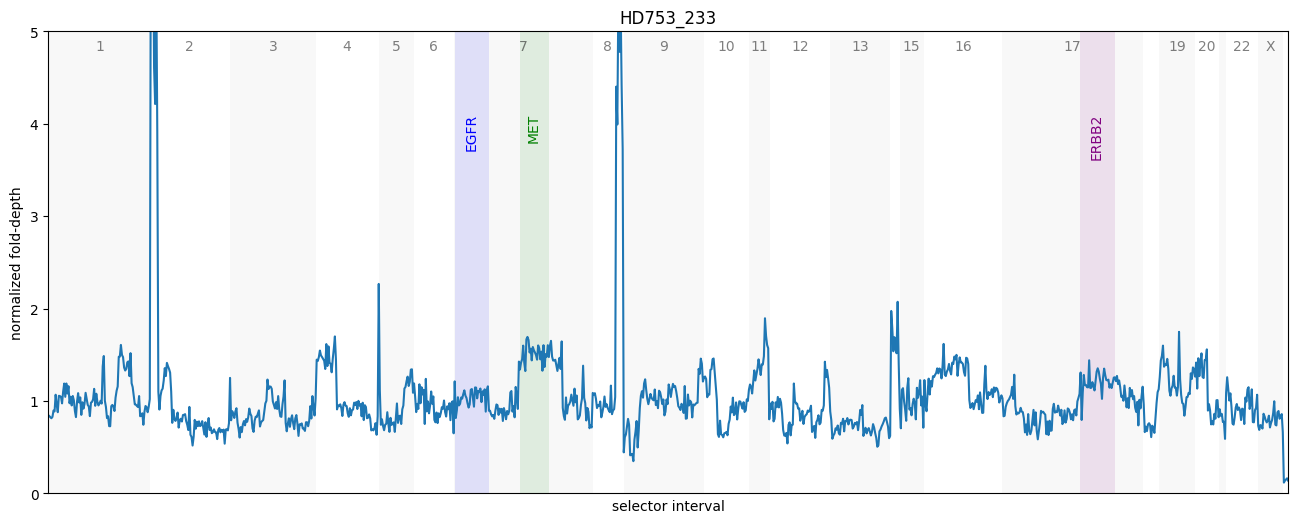 HD753_233
5
4
3
2
1
0
normalized fold-depth
1 2 3 4 5 6 7 8 9 10 11 12 13 15 16 17 19 20 22 X
EGFR
MET
ERBB2
selector interval